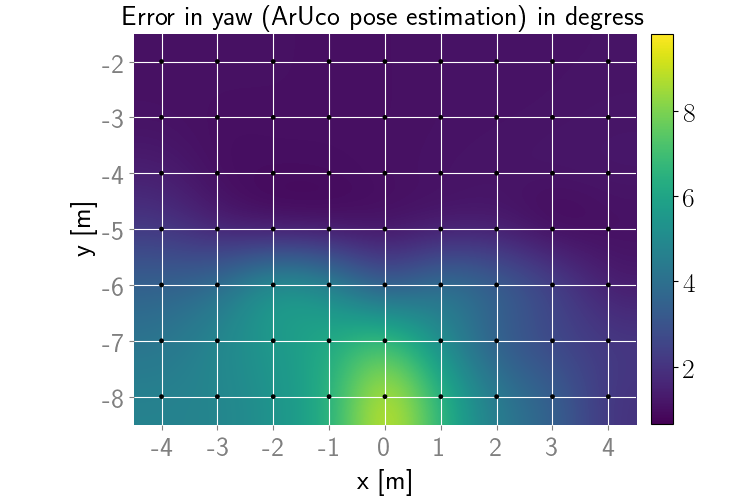 Error in yaw (ArUco pose estimation) in degress
-2
-3
-4
-5
-6
-7
-8
y [m]
-4 -3 -2 -1 0 1 2 3 4
x [m]
8
6
4
2